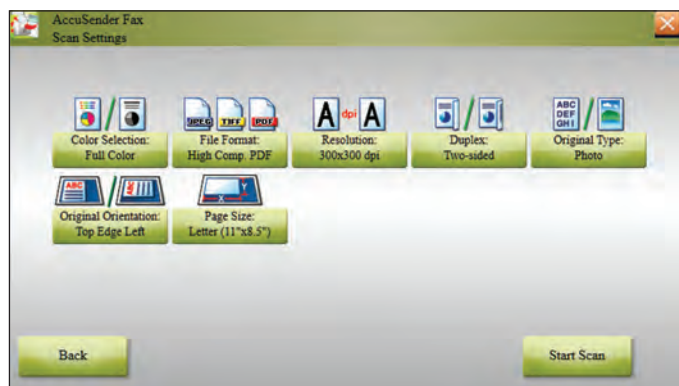 AccuSender Fax
Scan Settings
JPEG TIFF PDF
A dpi A
ABC
DEF
GHI
Color Selection:
Full Color
File Format:
High Comp. PDF
Resolution:
300x300 dpi
Duplex:
Two-sided
Original Type:
Photo
ABC
ABC
X
Y
Original Orientation:
Top Edge Left
Page Size:
Letter (11"x8.5")
Back
Start Scan